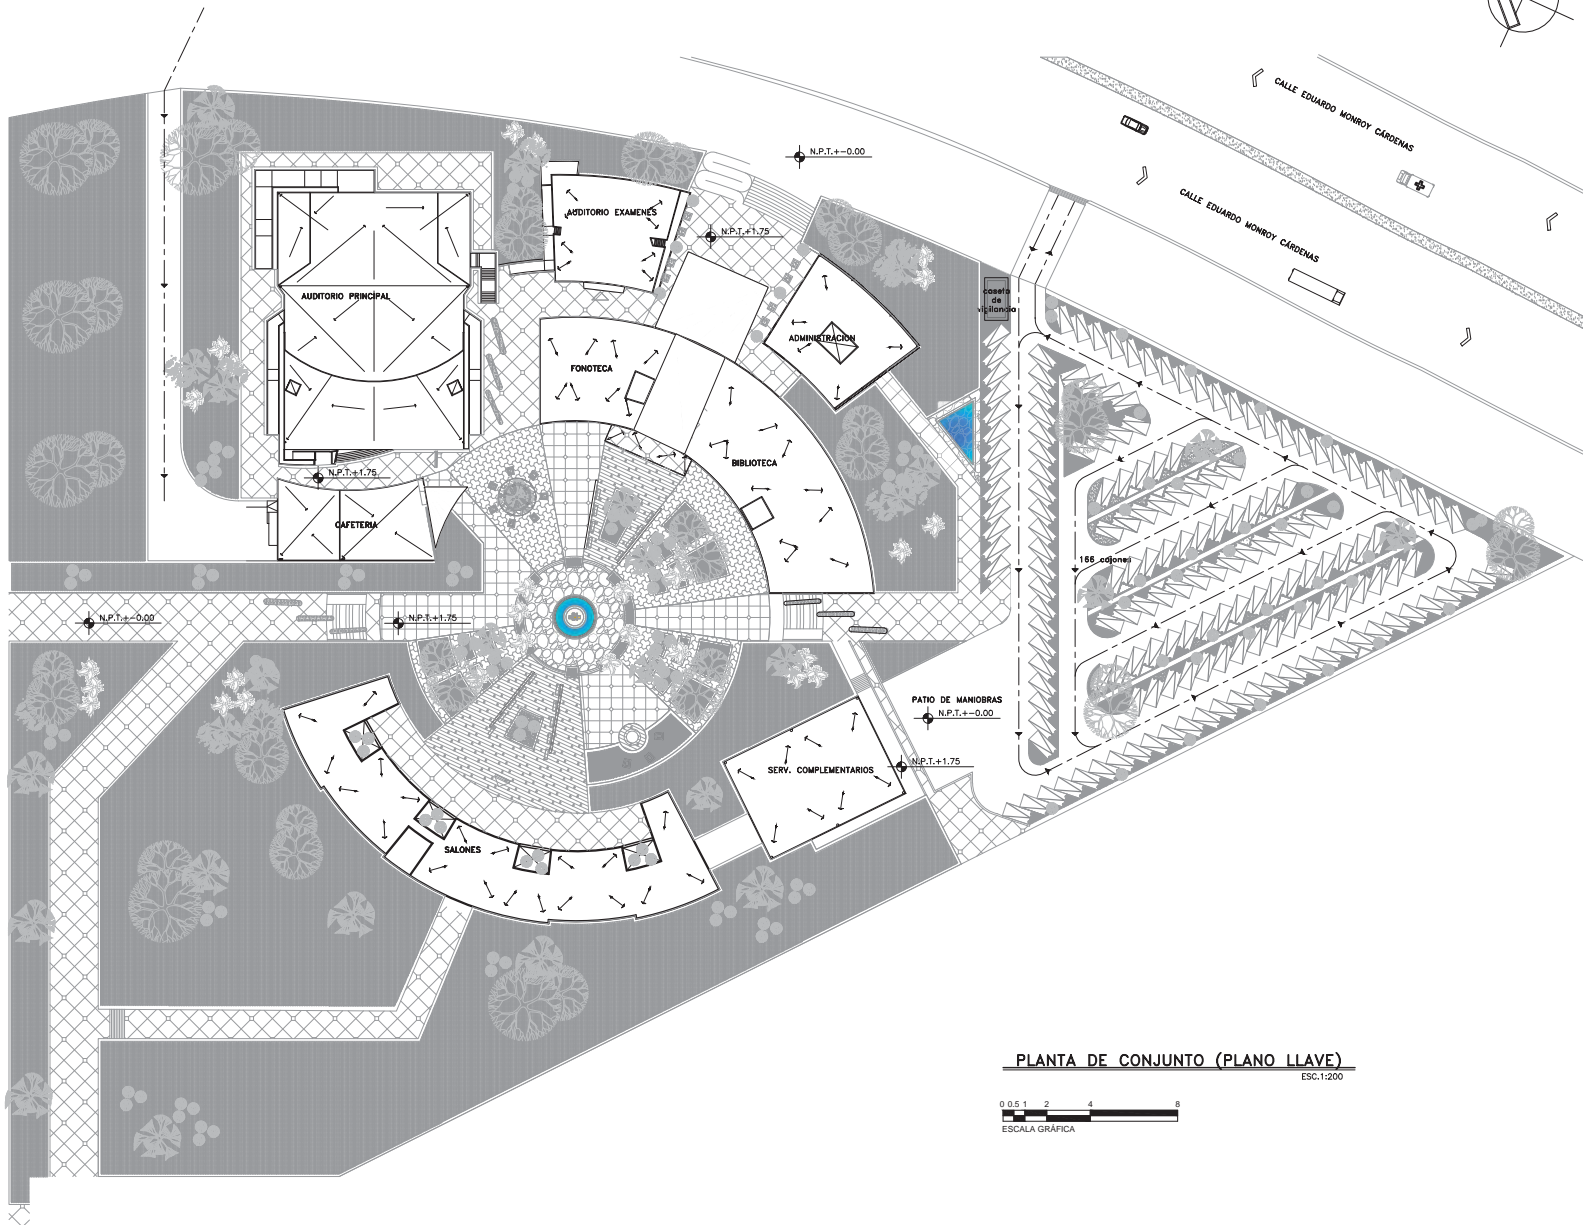 CALLE EDUARDO MONROY CÁRDENAS
N.P.T.+-0.00
CALLE EDUARDO MONROY CÁRDENAS
AUDITORIO EXAMENES
N.P.T.+1.75
AUDITORIO PRINCIPAL
caseta
de
vigilancia
ADMINISTRACION
FONOTECA
BIBLIOTECA
N.P.T.+1.75
CAFETERIA
166 cajones
N.P.T.+-0.00
N.P.T.+1.75
PATIO DE MANIOBRAS
N.P.T.+-0.00
N.P.T.+1.75
SERV. COMPLEMENTARIOS
SALONES
PLANTA DE CONJUNTO (PLANO LLAVE)
ESC.1:200
0 0.5 1 2 4 8
ESCALA GRÁFICA